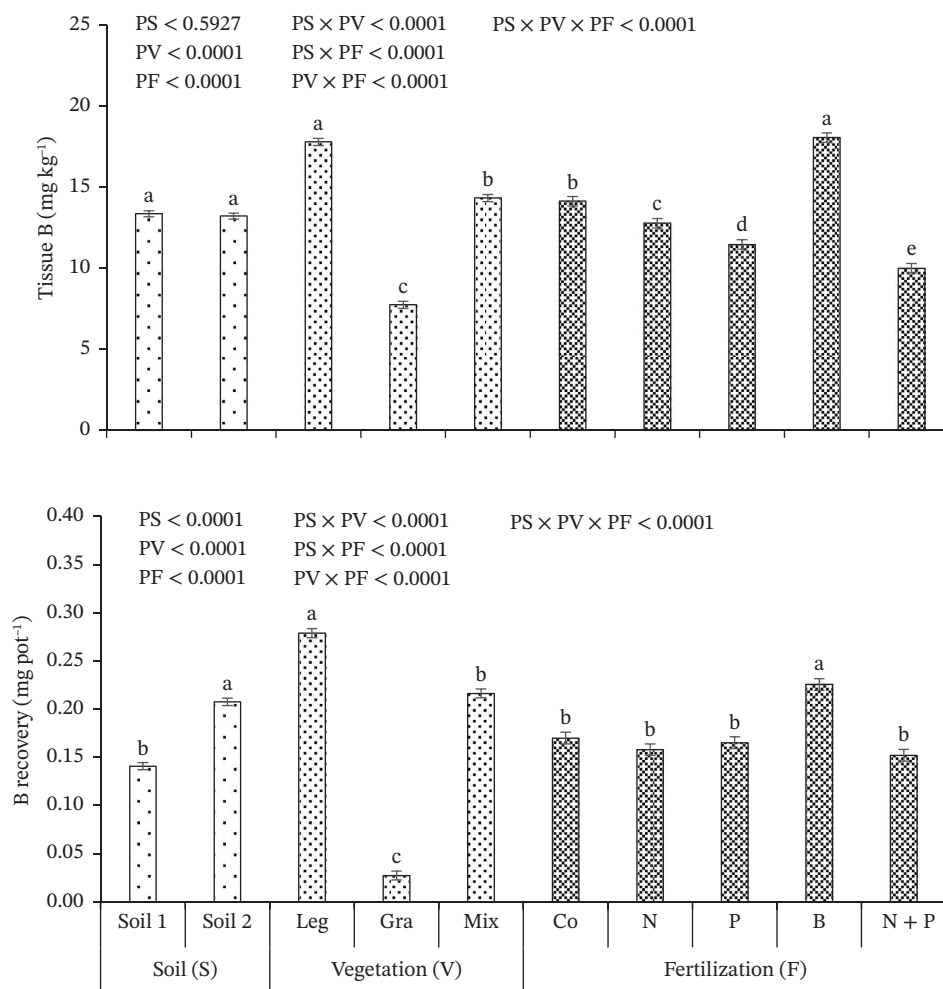 PS < 0.5927 PS × PV < 0.0001 PS × PV × PF < 0.0001
PV < 0.0001 PS × PF < 0.0001
PF < 0.0001 PV × PF < 0.0001
Tissue B (mg kg⁻¹)
25
20
15
10
5
0
a a a c b b c d a e
PS < 0.0001 PS × PV < 0.0001 PS × PV × PF < 0.0001
PV < 0.0001 PS × PF < 0.0001
PF < 0.0001 PV × PF < 0.0001
B recovery (mg pot⁻¹)
0.40
0.35
0.30
0.25
0.20
0.15
0.10
0.05
0.00
b a a c b b b b a b
Soil 1 Soil 2 Leg Gra Mix Co N P B N + P
Soil (S) Vegetation (V) Fertilization (F)